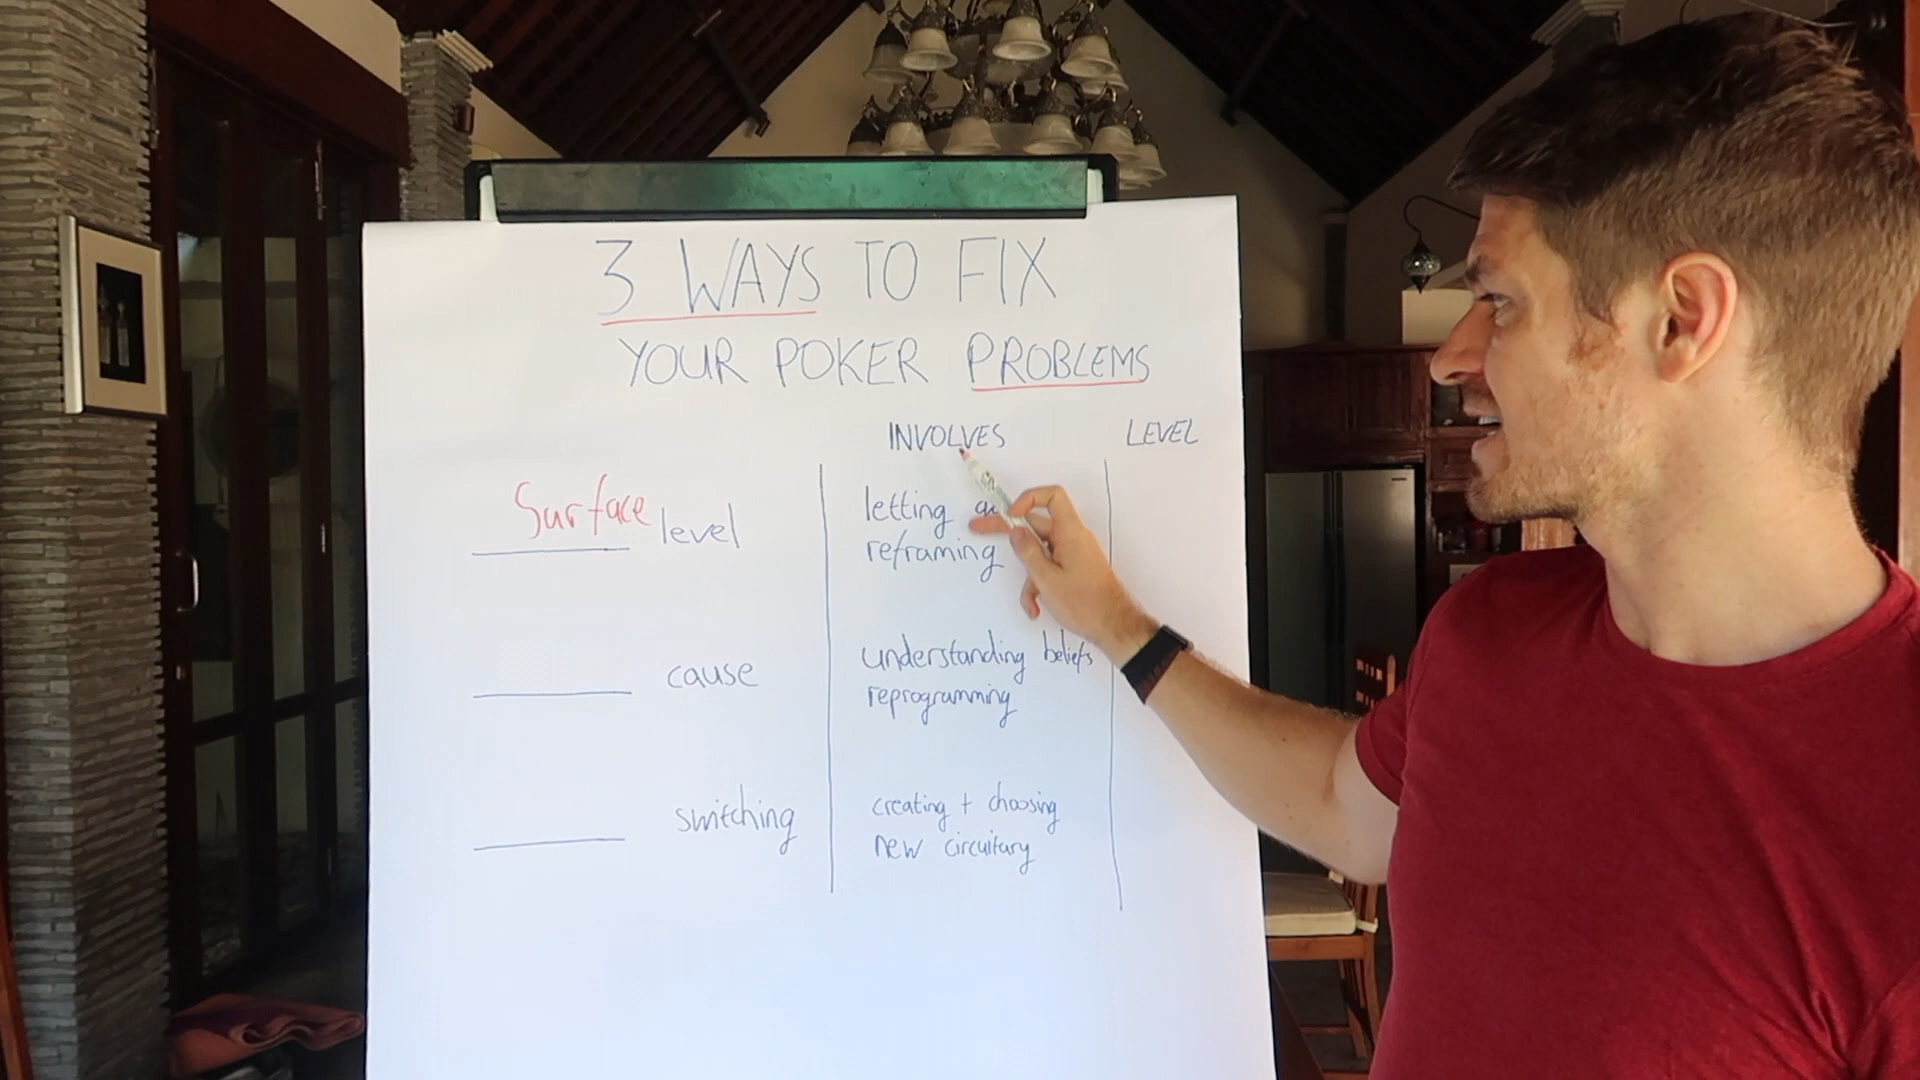 3 WAYS TO FIX
YOUR POKER PROBLEMS
INVOLVES LEVEL
Surface level
letting
reframing
cause
understanding beliefs
reprogramming
switching
creating + choosing
new circuitary